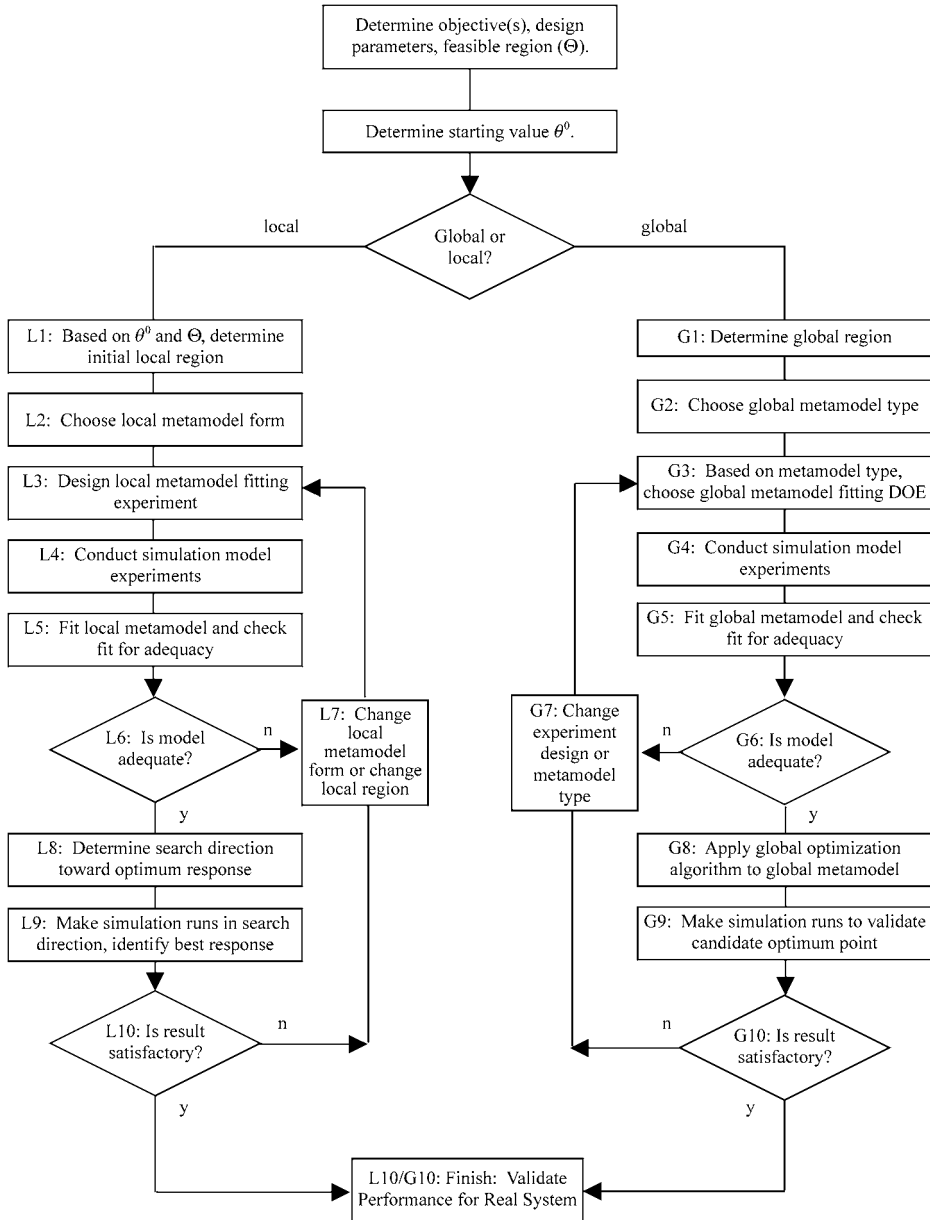 Determine objective(s), design
parameters, feasible region (Θ).
Determine starting value θ⁰.
Global or
local?
local
global
L1: Based on θ⁰ and Θ, determine
initial local region
L2: Choose local metamodel form
L3: Design local metamodel fitting
experiment
L4: Conduct simulation model
experiments
L5: Fit local metamodel and check
fit for adequacy
L6: Is model
adequate?
n
y
L7: Change
local
metamodel
form or change
local region
L8: Determine search direction
toward optimum response
L9: Make simulation runs in search
direction, identify best response
L10: Is result
satisfactory?
n
y
G1: Determine global region
G2: Choose global metamodel type
G3: Based on metamodel type,
choose global metamodel fitting DOE
G4: Conduct simulation model
experiments
G5: Fit global metamodel and check
fit for adequacy
G6: Is model
adequate?
n
y
G7: Change
experiment
design or
metamodel
type
G8: Apply global optimization
algorithm to global metamodel
G9: Make simulation runs to validate
candidate optimum point
G10: Is result
satisfactory?
n
y
L10/G10: Finish: Validate
Performance for Real System